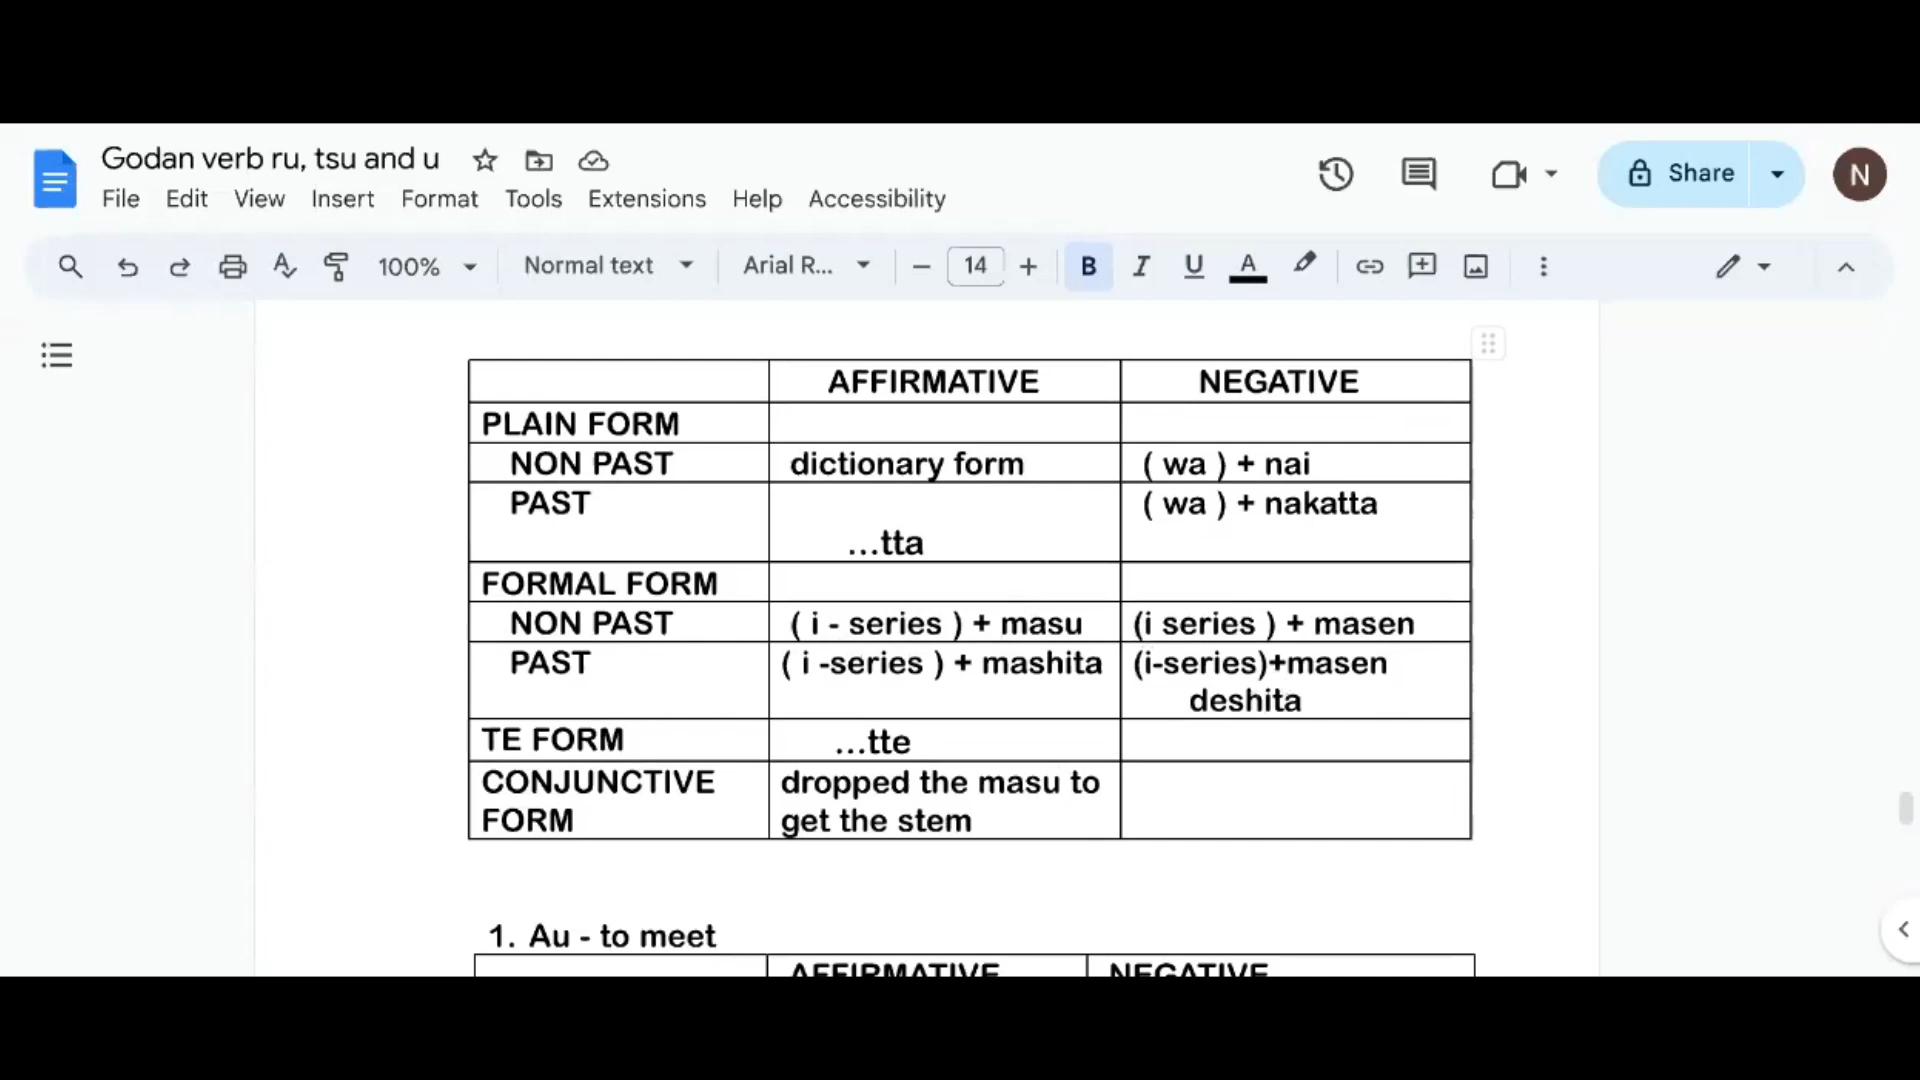 Godan verb ru, tsu and u
File Edit View Insert Format Tools Extensions Help Accessibility
Share
N
100% Normal text Arial R... 14 B I U A
AFFIRMATIVE NEGATIVE
PLAIN FORM
NON PAST dictionary form ( wa ) + nai
PAST ( wa ) + nakatta
...tta
FORMAL FORM
NON PAST ( i - series ) + masu (i series ) + masen
PAST ( i -series ) + mashita (i-series)+masen
deshita
TE FORM ...tte
CONJUNCTIVE dropped the masu to
FORM get the stem
1. Au - to meet
AFFIRMATIVE NEGATIVE